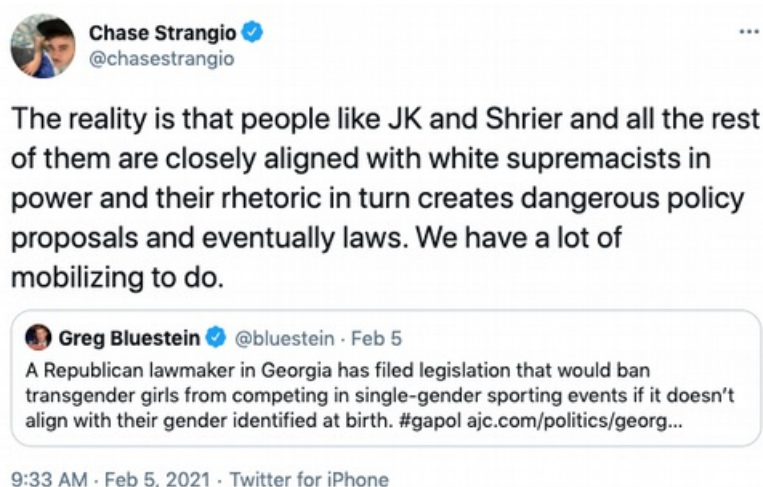 Chase Strangio
@chasestrangio
The reality is that people like JK and Shrier and all the rest
of them are closely aligned with white supremacists in
power and their rhetoric in turn creates dangerous policy
proposals and eventually laws. We have a lot of
mobilizing to do.
Greg Bluestein @bluestein · Feb 5
A Republican lawmaker in Georgia has filed legislation that would ban
transgender girls from competing in single-gender sporting events if it doesn't
align with their gender identified at birth. #gapol ajc.com/politics/georg...
9:33 AM · Feb 5, 2021 · Twitter for iPhone